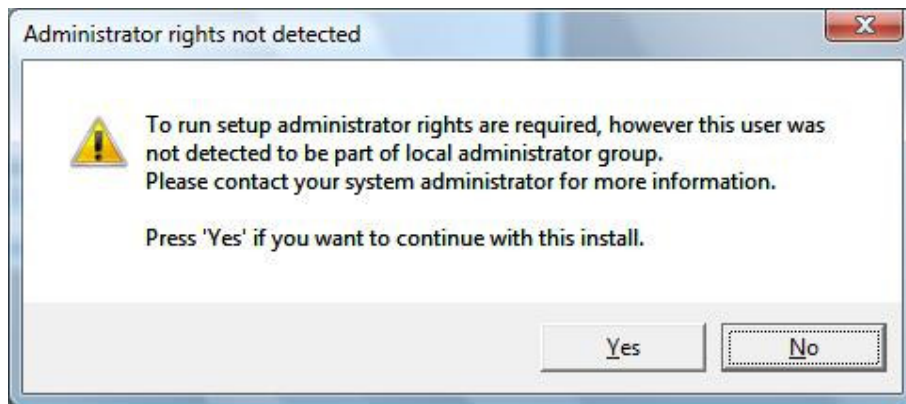 Administrator rights not detected
To run setup administrator rights are required, however this user was
not detected to be part of local administrator group.
Please contact your system administrator for more information.
Press 'Yes' if you want to continue with this install.
Yes
No